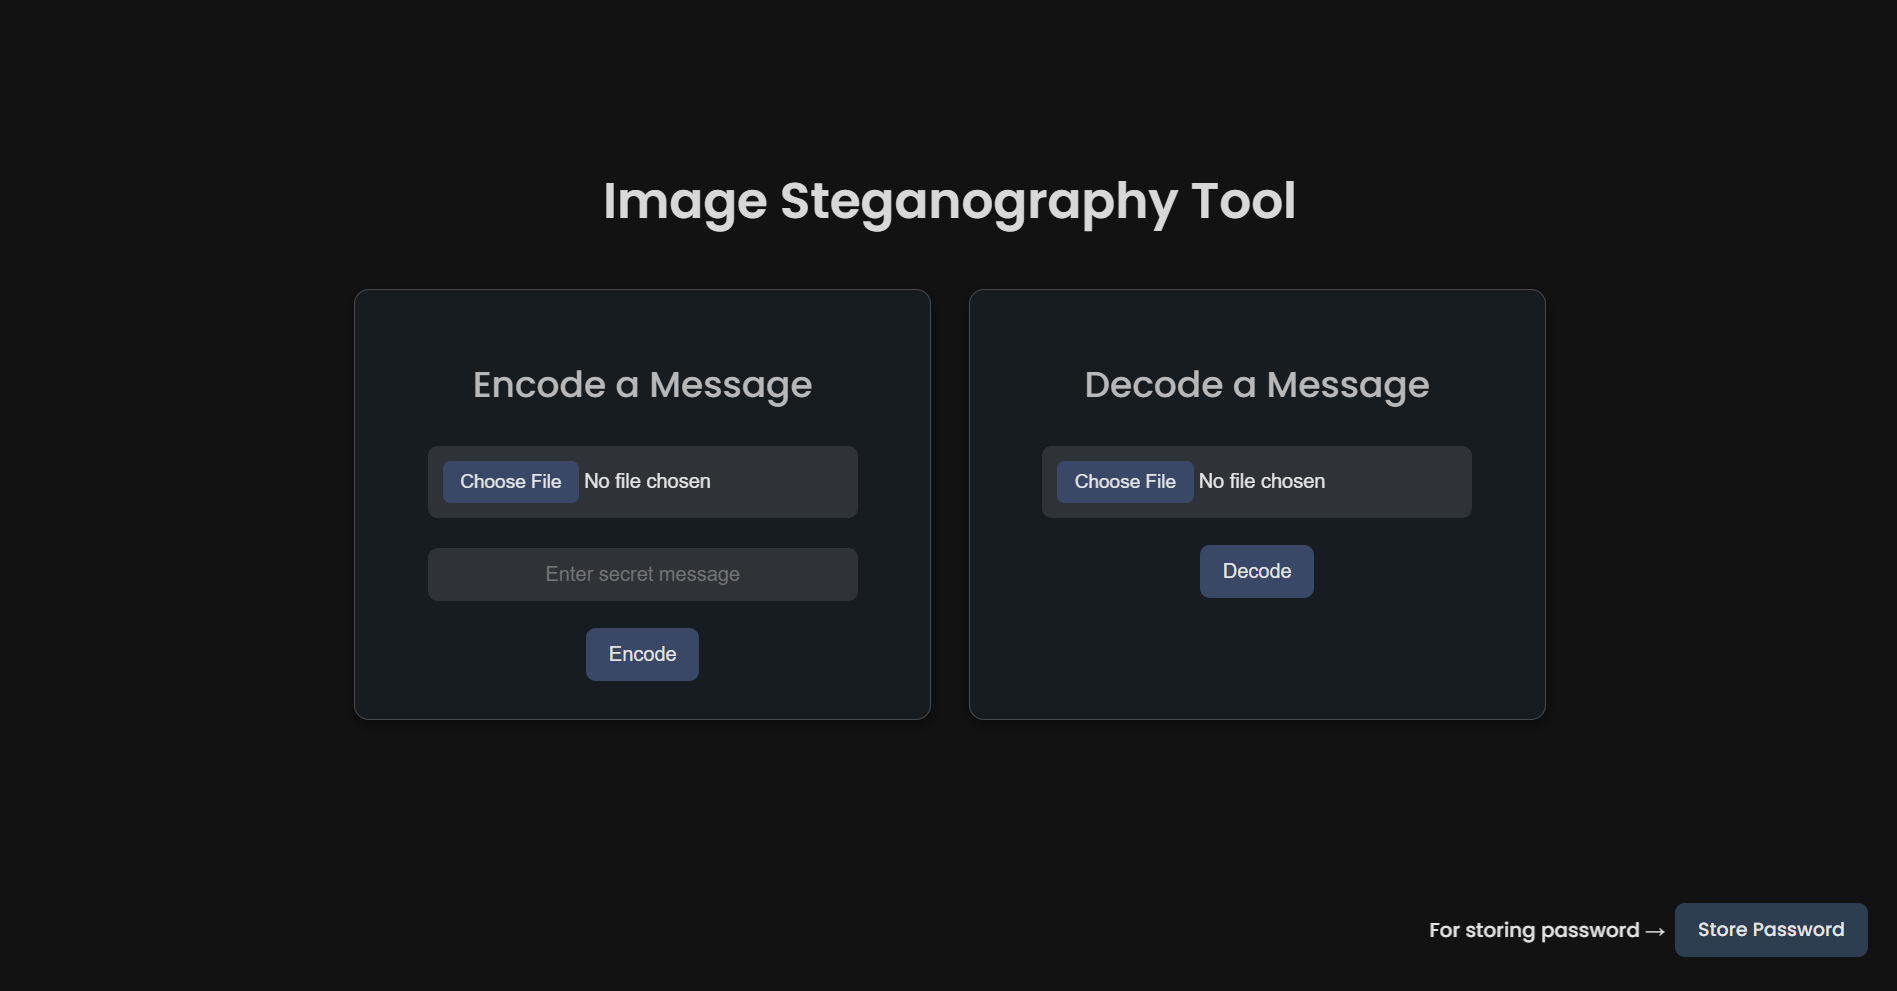 Image Steganography Tool
Encode a Message
Choose File No file chosen
Enter secret message
Encode
Decode a Message
Choose File No file chosen
Decode
For storing password→ Store Password